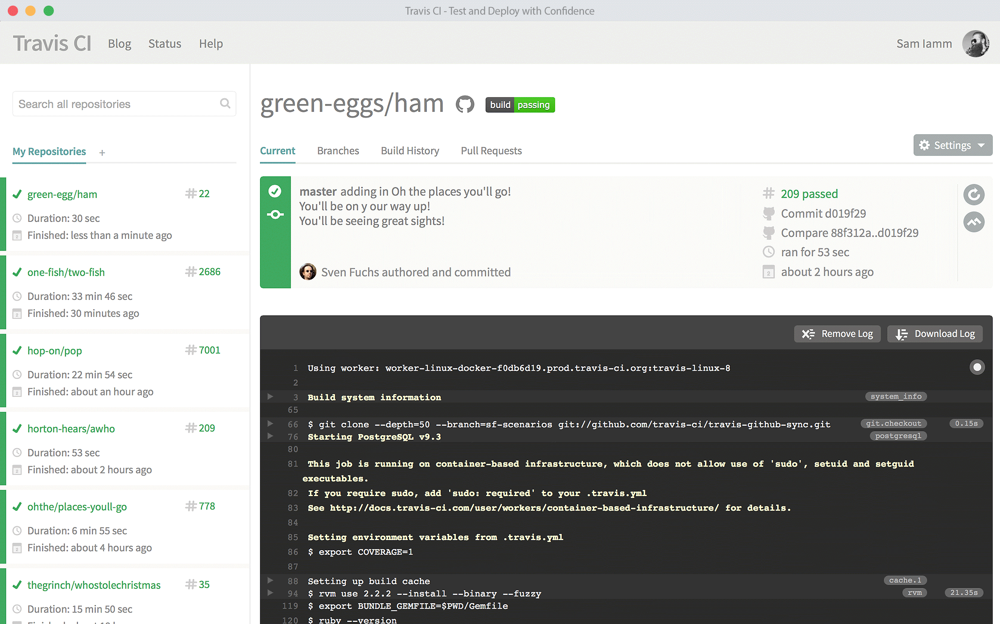 Travis CI - Test and Deploy with Confidence
Travis CI Blog Status Help Sam Iamm
Search all repositories
My Repositories +
green-egg/ham # 22
Duration: 30 sec
Finished: less than a minute ago
one-fish/two-fish # 2686
Duration: 33 min 46 sec
Finished: 30 minutes ago
hop-on/pop # 7001
Duration: 22 min 54 sec
Finished: about an hour ago
horton-hears/awho # 209
Duration: 53 sec
Finished: about 2 hours ago
ohthe/places-youll-go # 778
Duration: 6 min 55 sec
Finished: about 4 hours ago
thegrinch/whostolechristmas # 35
Duration: 15 min 50 sec
green-eggs/ham build passing
Current Branches Build History Pull Requests Settings
master adding in Oh the places you'll go!
You'll be on y our way up!
You'll be seeing great sights!
Sven Fuchs authored and committed
# 209 passed
Commit d019f29
Compare 88f312a..d019f29
ran for 53 sec
about 2 hours ago
Remove Log Download Log
1 Using worker: worker-linux-docker-f0db6d19.prod.travis-ci.org:travis-linux-8
2
3 Build system information system_info
65
66 $ git clone --depth=50 --branch=sf-scenarios git://github.com/travis-ci/travis-github-sync.git git.checkout 0.15s
76 Starting PostgreSQL v9.3 postgresql
80
81 This job is running on container-based infrastructure, which does not allow use of 'sudo', setuid and setguid
executables.
82 If you require sudo, add 'sudo: required' to your .travis.yml
83 See http://docs.travis-ci.com/user/workers/container-based-infrastructure/ for details.
84
85 Setting environment variables from .travis.yml
86 $ export COVERAGE=1
87
88 Setting up build cache cache.1
94 $ rvm use 2.2.2 --install --binary --fuzzy rvm 21.35s
119 $ export BUNDLE_GEMFILE=$PWD/Gemfile
120 $ ruby --version